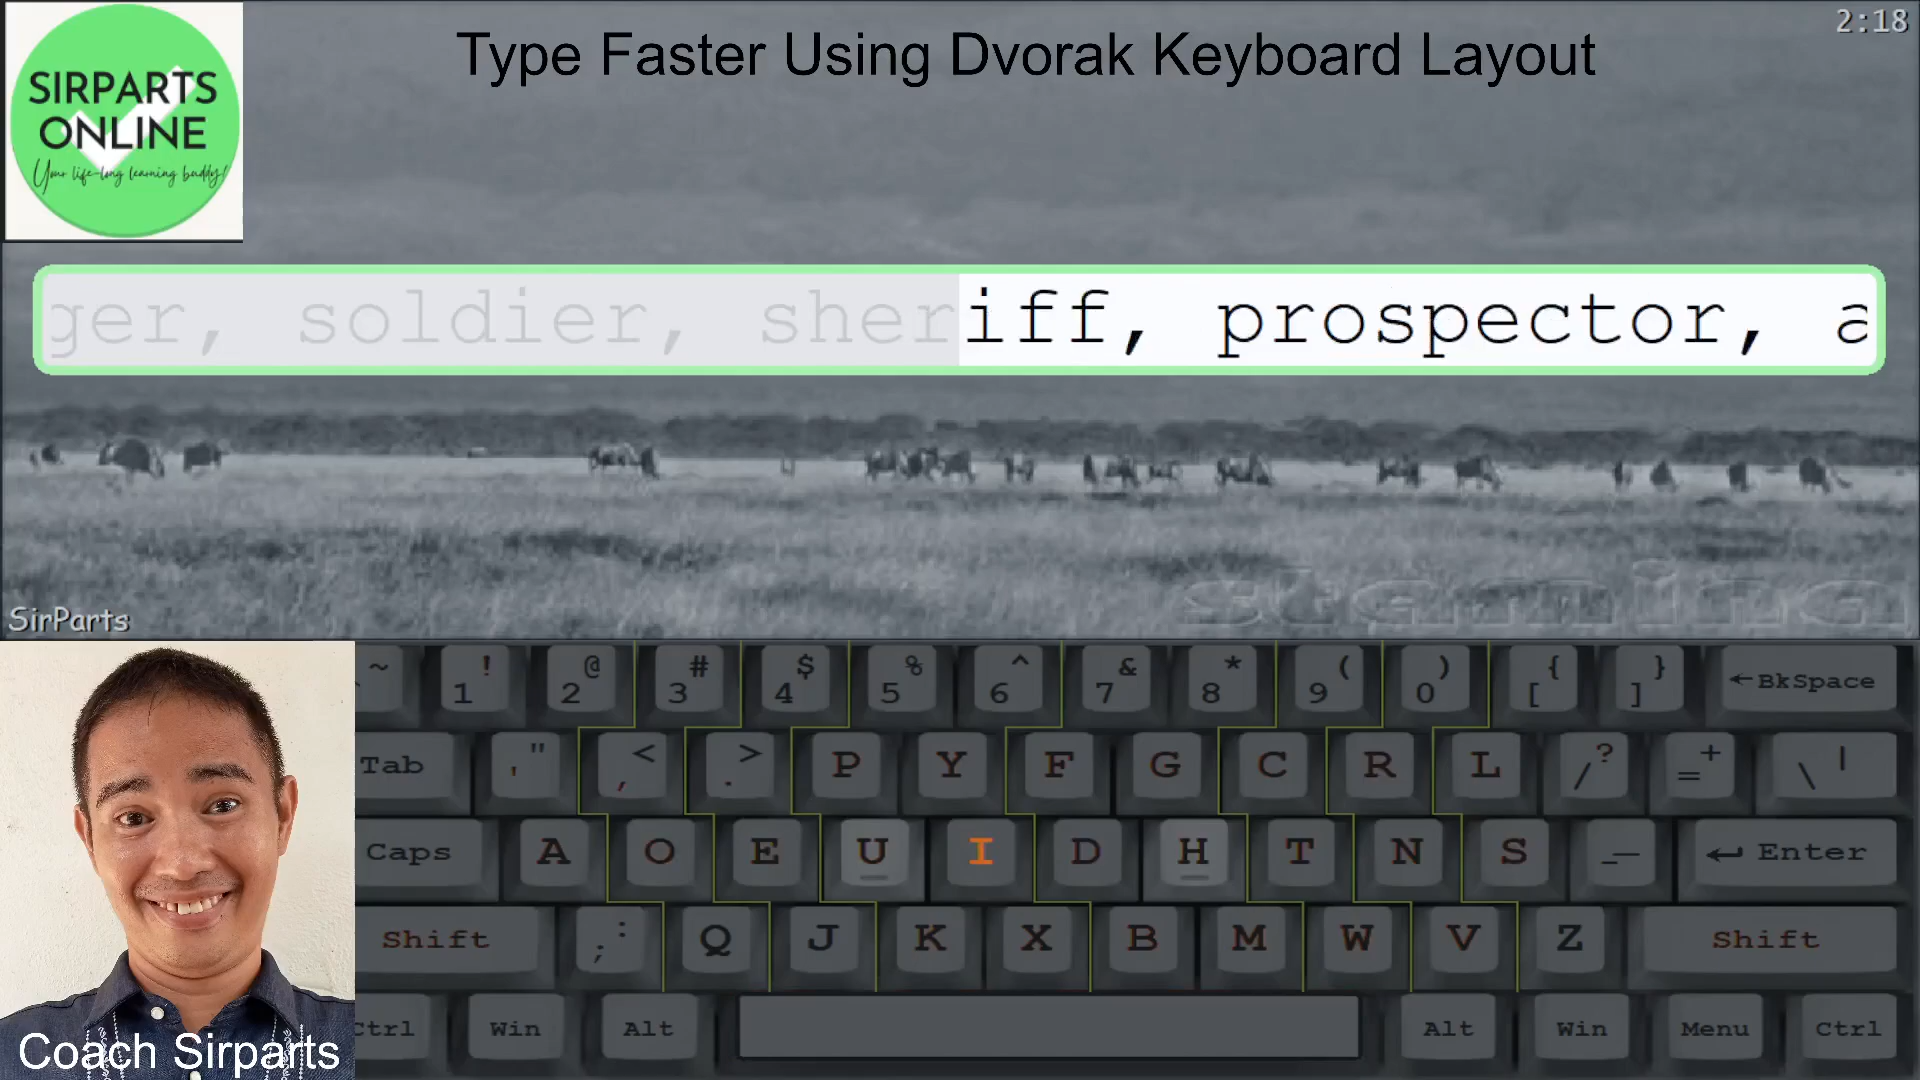 SIRPARTS
ONLINE
Your life-long learning buddy!
Type Faster Using Dvorak Keyboard Layout
2:18
ger, soldier, sheriff, prospector, a
stamina
SirParts
~ ! 1 @ 2 # 3 $ 4 % 5 ^ 6 & 7 * 8 ( 9 ) 0 { [ } ] ←BkSpace
Tab " ' < , > . P Y F G C R L ? / + = | \
Caps A O E U I D H T N S _ - Enter
Shift : ; Q J K X B M W V Z Shift
Ctrl Win Alt Alt Win Menu Ctrl
Coach Sirparts